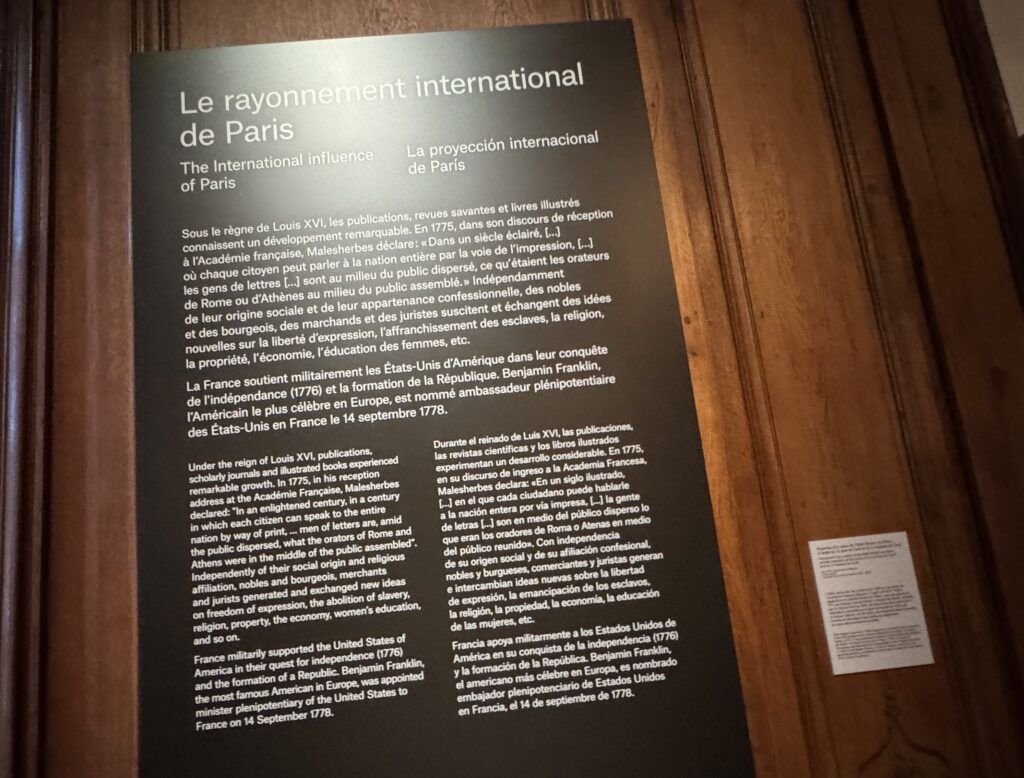 Le rayonnement international
de Paris
The International influence
of Paris
La proyección internacional
de París
Sous le règne de Louis XVI, les publications, revues savantes et livres illustrés
connaissent un développement remarquable. En 1775, dans son discours de réception
à l'Académie française, Malesherbes déclare : « Dans un siècle éclairé, [...]
où chaque citoyen peut parler à la nation entière par la voie de l'impression, [...]
les gens de lettres [...] sont au milieu du public dispersé, ce qu'étaient les orateurs
de Rome ou d'Athènes au milieu du public assemblé. » Indépendamment
de leur origine sociale et de leur appartenance confessionnelle, des nobles
et des bourgeois, des marchands et des juristes suscitent et échangent des idées
nouvelles sur la liberté d'expression, l'affranchissement des esclaves, la religion,
la propriété, l'économie, l'éducation des femmes, etc.
La France soutient militairement les États-Unis d'Amérique dans leur conquête
de l'indépendance (1776) et la formation de la République. Benjamin Franklin,
l'Américain le plus célèbre en Europe, est nommé ambassadeur plénipotentiaire
des États-Unis en France le 14 septembre 1778.
Under the reign of Louis XVI, publications,
scholarly journals and illustrated books experienced
remarkable growth. In 1775, in his reception
address at the Académie Française, Malesherbes
declared: "In an enlightened century, in a century
in which each citizen can speak to the entire
nation by way of print, ... men of letters are, amid
the public dispersed, what the orators of Rome and
Athens were in the middle of the public assembled".
Independently of their social origin and religious
affiliation, nobles and bourgeois, merchants
and jurists generated and exchanged new ideas
on freedom of expression, the abolition of slavery,
religion, property, the economy, women's education,
and so on.
France militarily supported the United States of
America in their quest for independence (1776)
and the formation of a Republic. Benjamin Franklin,
the most famous American in Europe, was appointed
minister plenipotentiary of the United States to
France on 14 September 1778.
Durante el reinado de Luis XVI, las publicaciones,
las revistas científicas y los libros ilustrados
experimentan un desarrollo considerable. En 1775,
en su discurso de ingreso a la Academia Francesa,
Malesherbes declara: «En un siglo ilustrado,
[...] en el que cada ciudadano puede hablarle
a la nación entera por vía impresa, [...] la gente
de letras [...] son en medio del público disperso lo
que eran los oradores de Roma o Atenas en medio
del público reunido». Con independencia
de su origen social y de su afiliación confesional,
nobles y burgueses, comerciantes y juristas generan
e intercambian ideas nuevas sobre la libertad
de expresión, la emancipación de los esclavos,
la religión, la propiedad, la economía, la educación
de las mujeres, etc.
Francia apoya militarmente a los Estados Unidos de
América en su conquista de la independencia (1776)
y la formación de la República. Benjamin Franklin,
el americano más célebre en Europa, es nombrado
embajador plenipotenciario de Estados Unidos
en Francia, el 14 de septiembre de 1778.